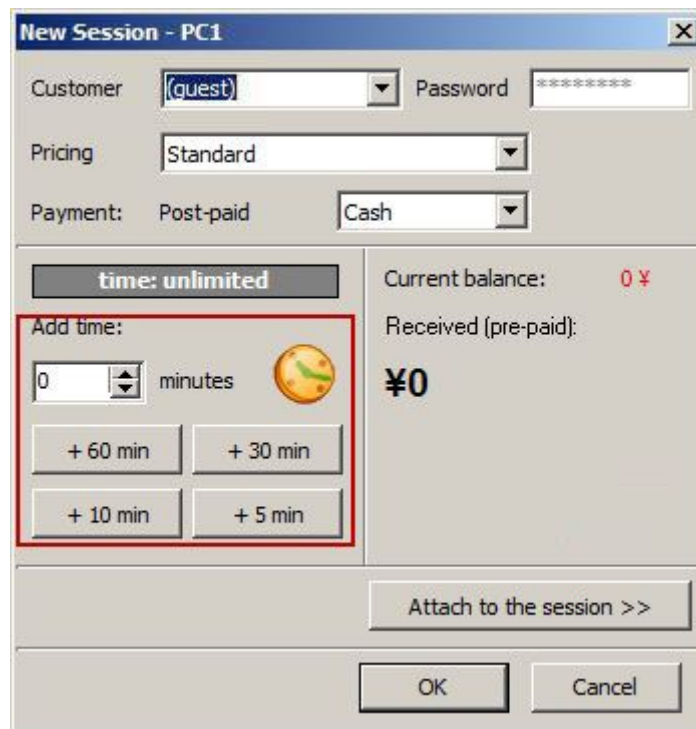 New Session - PC1
Customer (guest) Password ********
Pricing Standard
Payment: Post-paid Cash
time: unlimited
Current balance: 0 ¥
Add time:
Received (pre-paid):
0 minutes
¥0
+ 60 min + 30 min
+ 10 min + 5 min
Attach to the session >>
OK Cancel